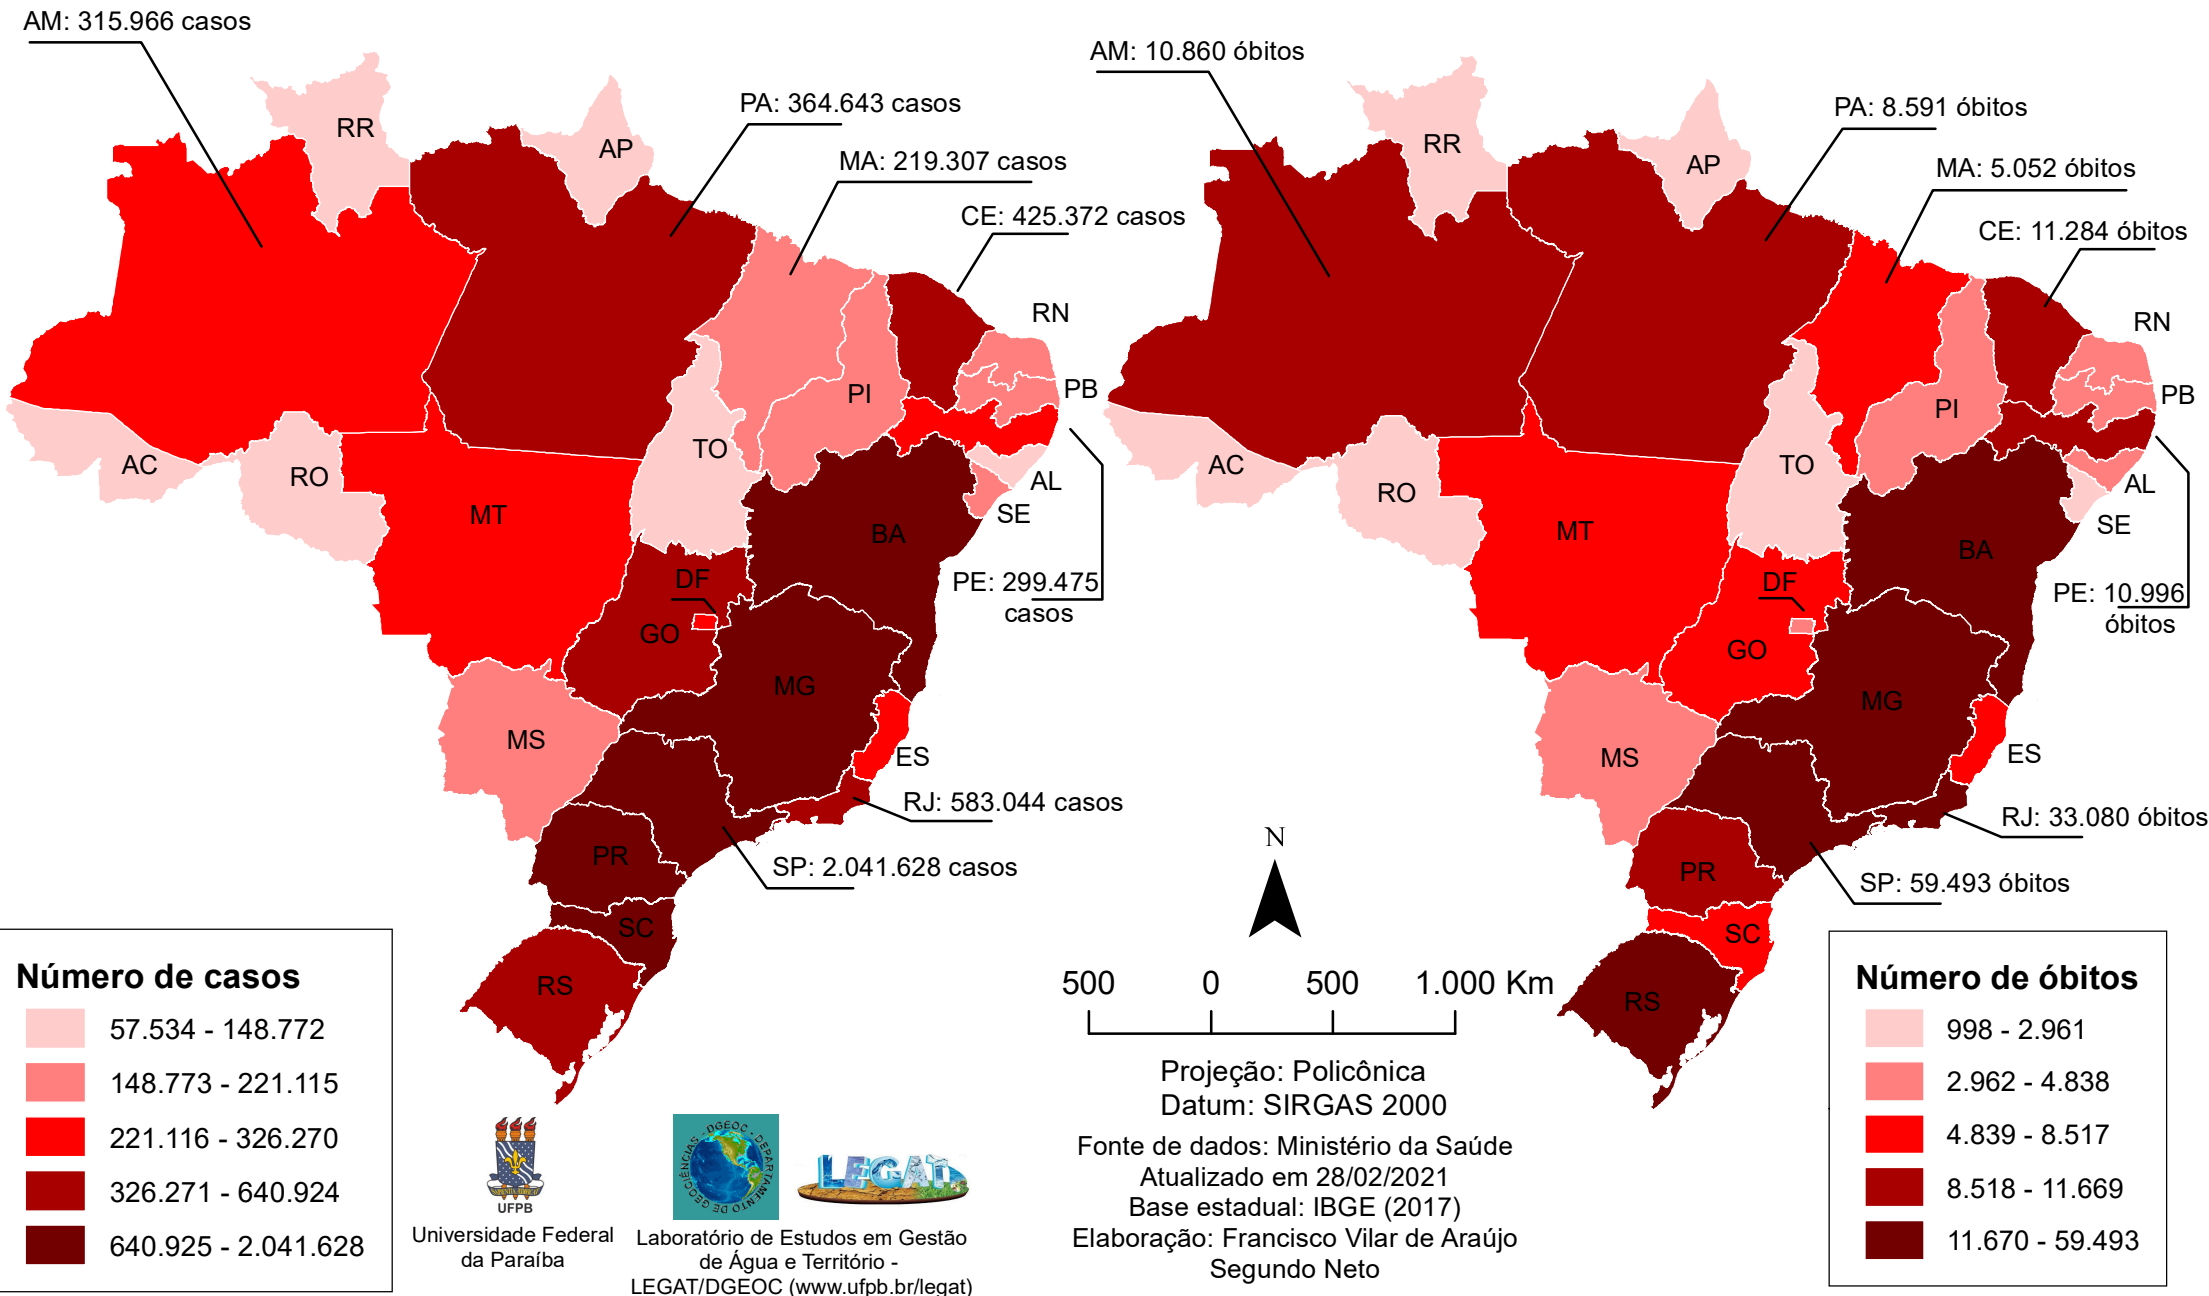 AM: 315.966 casos
RR
AP
PA: 364.643 casos
MA: 219.307 casos
CE: 425.372 casos
RN
PB
PI
TO
AC
RO
AL
SE
MT
BA
PE: 299.475
casos
DF
GO
MG
MS
ES
RJ: 583.044 casos
PR
SP: 2.041.628 casos
SC
RS
AM: 10.860 óbitos
RR
AP
PA: 8.591 óbitos
MA: 5.052 óbitos
CE: 11.284 óbitos
RN
PB
PI
TO
AC
RO
AL
SE
MT
BA
PE: 10.996
óbitos
DF
GO
MG
MS
ES
RJ: 33.080 óbitos
PR
SP: 59.493 óbitos
SC
RS
Número de casos
57.534 - 148.772
148.773 - 221.115
221.116 - 326.270
326.271 - 640.924
640.925 - 2.041.628
UFPB
Universidade Federal
da Paraíba
DGEOC - DEPARTAMENTO DE GEOCIÊNCIAS
LEGAT
Laboratório de Estudos em Gestão
de Água e Território -
LEGAT/DGEOC (www.ufpb.br/legat)
N
500 0 500 1.000 Km
Projeção: Policônica
Datum: SIRGAS 2000
Fonte de dados: Ministério da Saúde
Atualizado em 28/02/2021
Base estadual: IBGE (2017)
Elaboração: Francisco Vilar de Araújo
Segundo Neto
Número de óbitos
998 - 2.961
2.962 - 4.838
4.839 - 8.517
8.518 - 11.669
11.670 - 59.493